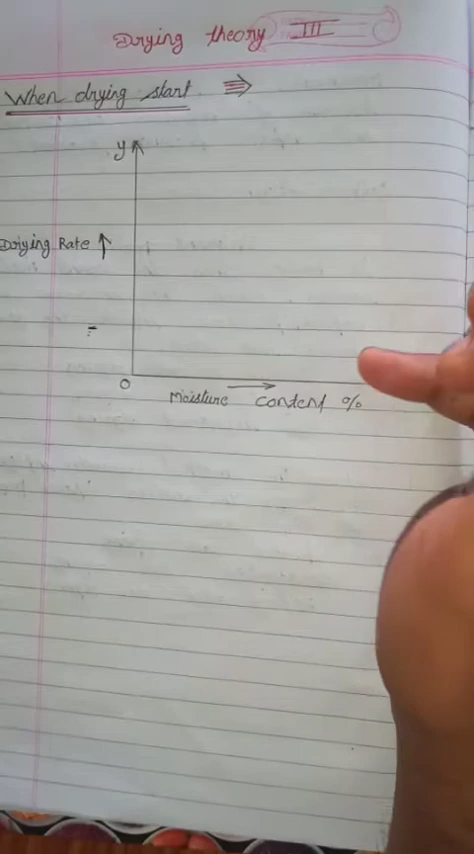 Drying theory III
When drying start ⇒
y
Drying Rate ↑
0
Moisture → content %